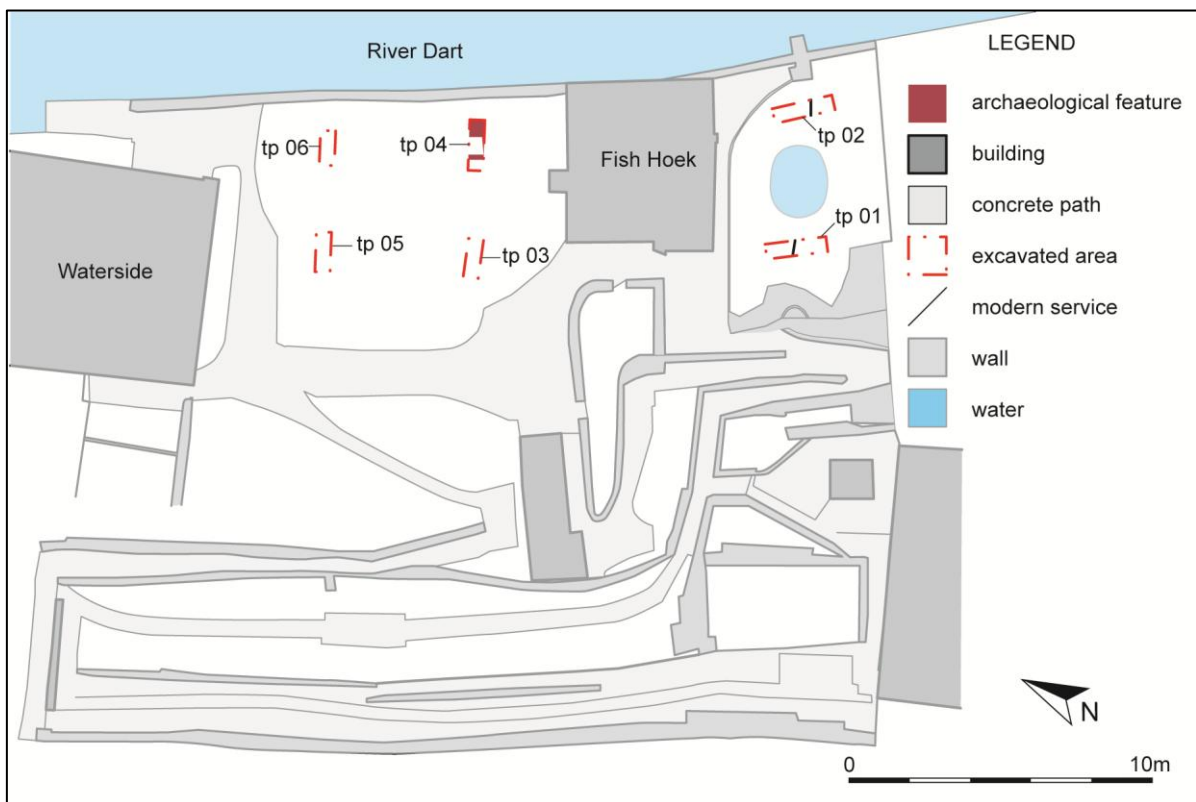 River Dart
LEGEND
archaeological feature
building
concrete path
excavated area
modern service
wall
water
tp 06
tp 04
Fish Hoek
tp 02
tp 01
tp 05
tp 03
Waterside
N
0
10m